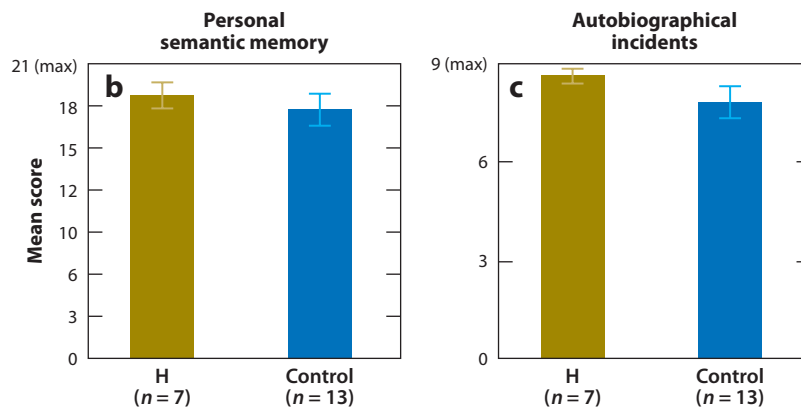 Personal
semantic memory
21 (max)
18
15
12
10
6
3
0
Mean score
b
H
(n = 7)
Control
(n = 13)
Autobiographical
incidents
9 (max)
6
3
0
c
H
(n = 7)
Control
(n = 13)